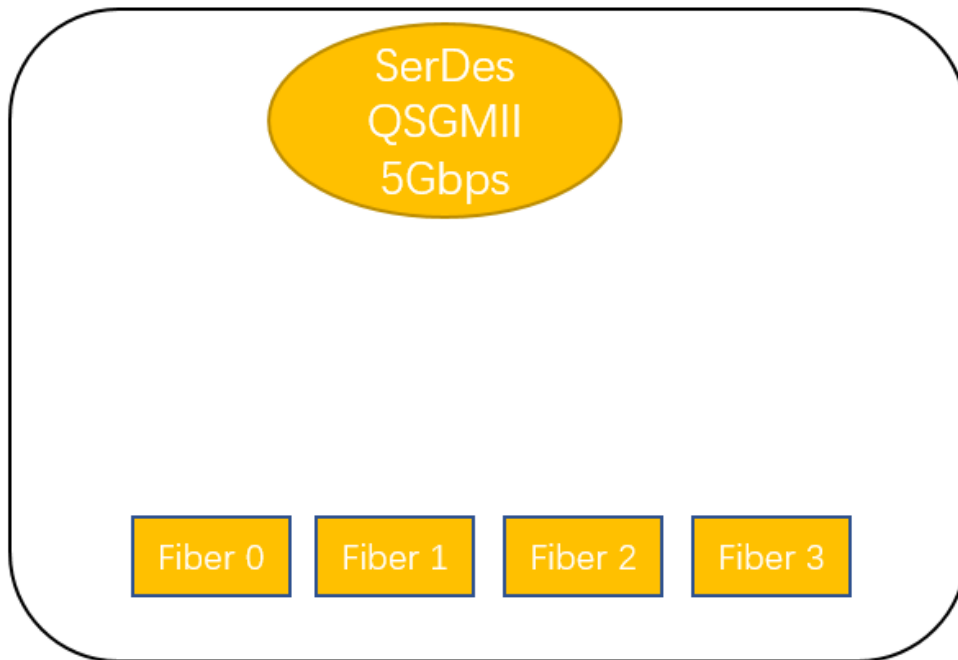 SerDes
QSGMII
5Gbps
Fiber 0
Fiber 1
Fiber 2
Fiber 3